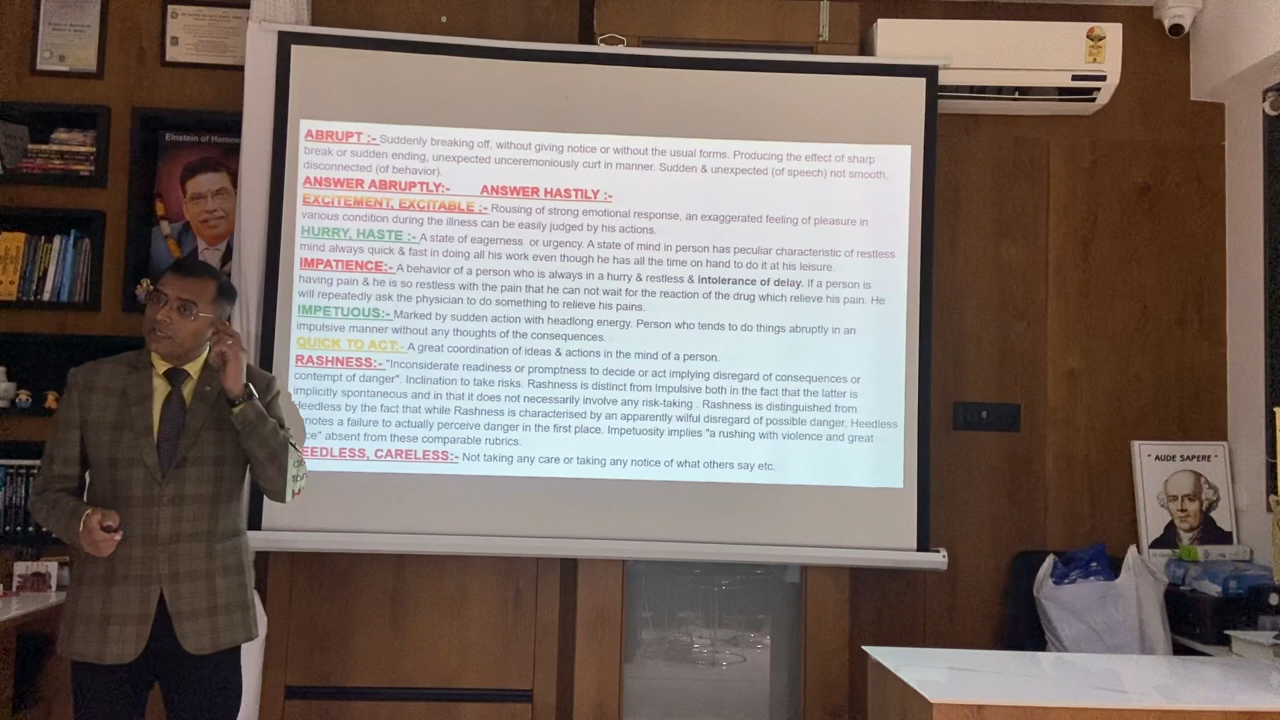 Einstein of Homoe
ABRUPT :- Suddenly breaking off, without giving notice or without the usual forms. Producing the effect of sharp
break or sudden ending, unexpected unceremoniously curt in manner. Sudden & unexpected (of speech) not smooth,
disconnected (of behavior).
ANSWER ABRUPTLY:- ANSWER HASTILY :-
EXCITEMENT, EXCITABLE :- Rousing of strong emotional response, an exaggerated feeling of pleasure in
various condition during the illness can be easily judged by his actions.
HURRY, HASTE :- A state of eagerness or urgency. A state of mind in person has peculiar characteristic of restless
mind always quick & fast in doing all his work even though he has all the time on hand to do it at his leisure.
IMPATIENCE:- A behavior of a person who is always in a hurry & restless & intolerance of delay. If a person is
having pain & he is so restless with the pain that he can not wait for the reaction of the drug which relieve his pain. He
will repeatedly ask the physician to do something to relieve his pains.
IMPETUOUS:- Marked by sudden action with headlong energy. Person who tends to do things abruptly in an
impulsive manner without any thoughts of the consequences.
QUICK TO ACT:- A great coordination of ideas & actions in the mind of a person.
RASHNESS:- "Inconsiderate readiness or promptness to decide or act implying disregard of consequences or
contempt of danger". Inclination to take risks. Rashness is distinct from Impulsive both in the fact that the latter is
implicitly spontaneous and in that it does not necessarily involve any risk-taking . Rashness is distinguished from
Heedless by the fact that while Rashness is characterised by an apparently wilful disregard of possible danger, Heedless
notes a failure to actually perceive danger in the first place. Impetuosity implies "a rushing with violence and great
ce" absent from these comparable rubrics.
EEDLESS, CARELESS:- Not taking any care or taking any notice of what others say etc.
" AUDE SAPERE "